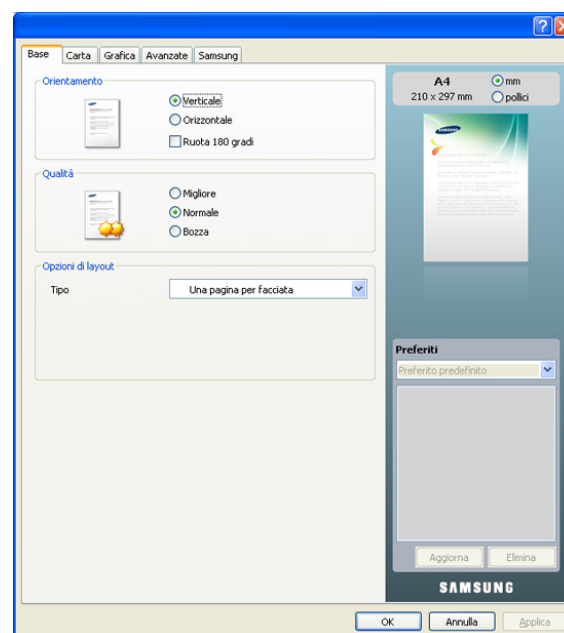 Base Carta Grafica Avanzate Samsung
Orientamento
Verticale
Orizzontale
Ruota 180 gradi
Qualità
Migliore
Normale
Bozza
Opzioni di layout
Tipo Una pagina per facciata
A4 mm
210 x 297 mm pollici
SAMSUNG
Preferiti
Preferito predefinito
Aggiorna Elimina
SAMSUNG
OK Annulla Applica